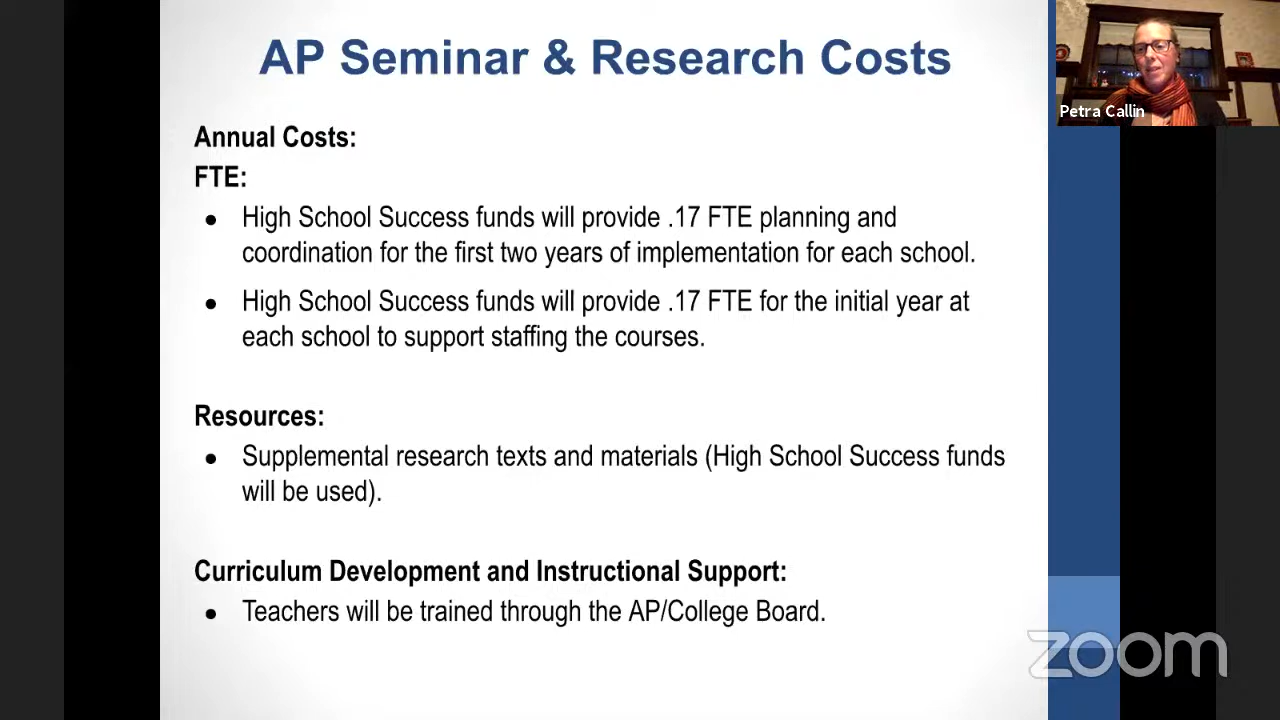 AP Seminar & Research Costs
Petra Callin
Annual Costs:
FTE:
● High School Success funds will provide .17 FTE planning and
coordination for the first two years of implementation for each school.
● High School Success funds will provide .17 FTE for the initial year at
each school to support staffing the courses.
Resources:
● Supplemental research texts and materials (High School Success funds
will be used).
Curriculum Development and Instructional Support:
● Teachers will be trained through the AP/College Board.
zoom